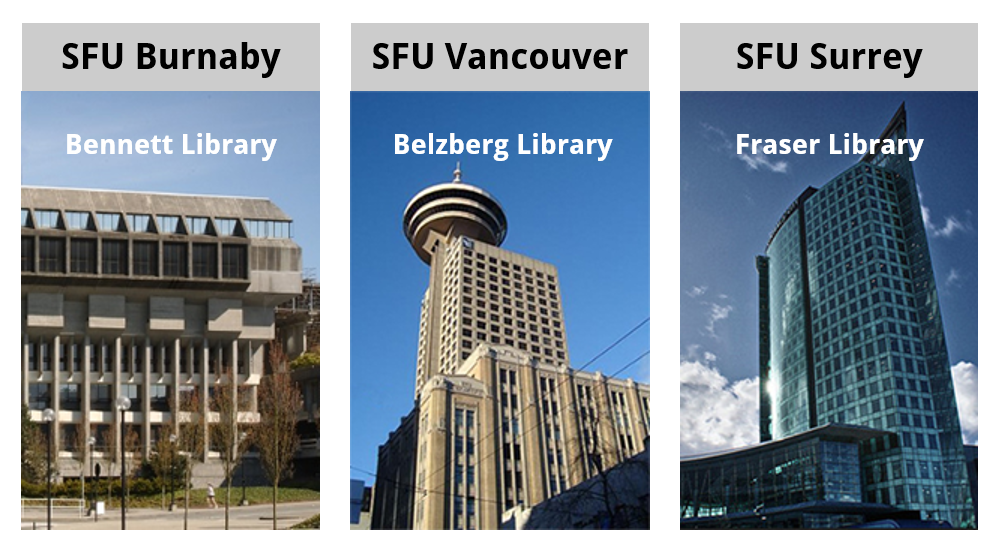 SFU Burnaby
Bennett Library
SFU Vancouver
Belzberg Library
SFU Surrey
Fraser Library